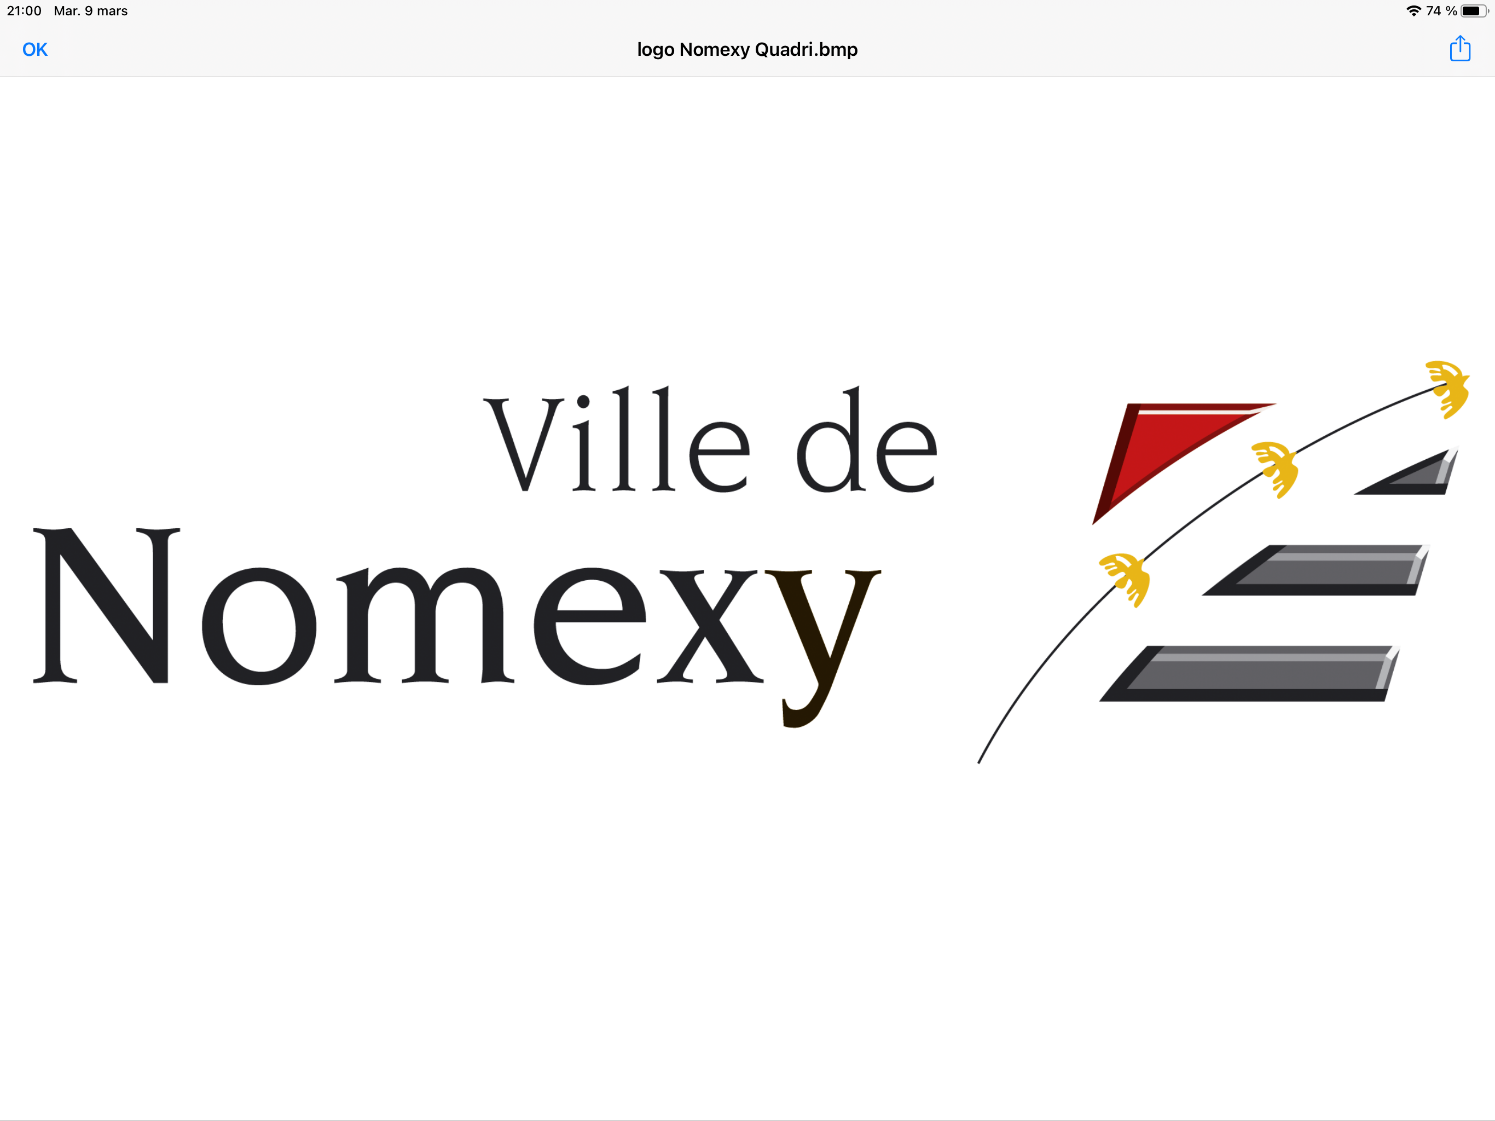 21:00 Mar. 9 mars 74 %
OK logo Nomexy Quadri.bmp
Ville de
Nomexy